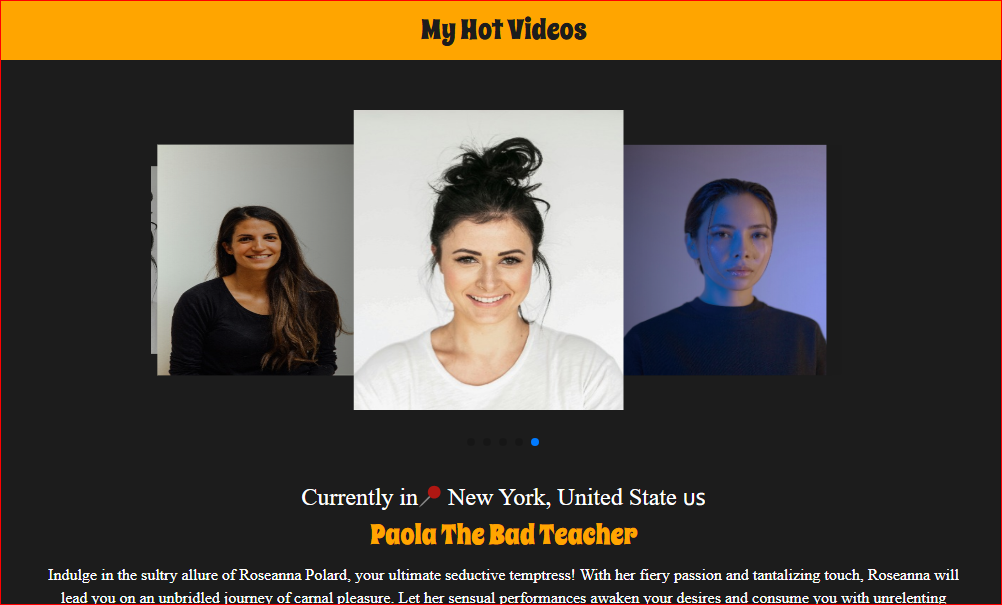 My Hot Videos
Currently in📍 New York, United State US
Paola The Bad Teacher
Indulge in the sultry allure of Roseanna Polard, your ultimate seductive temptress! With her fiery passion and tantalizing touch, Roseanna will
lead you on an unbridled journey of carnal pleasure. Let her sensual performances awaken your desires and consume you with unrelenting